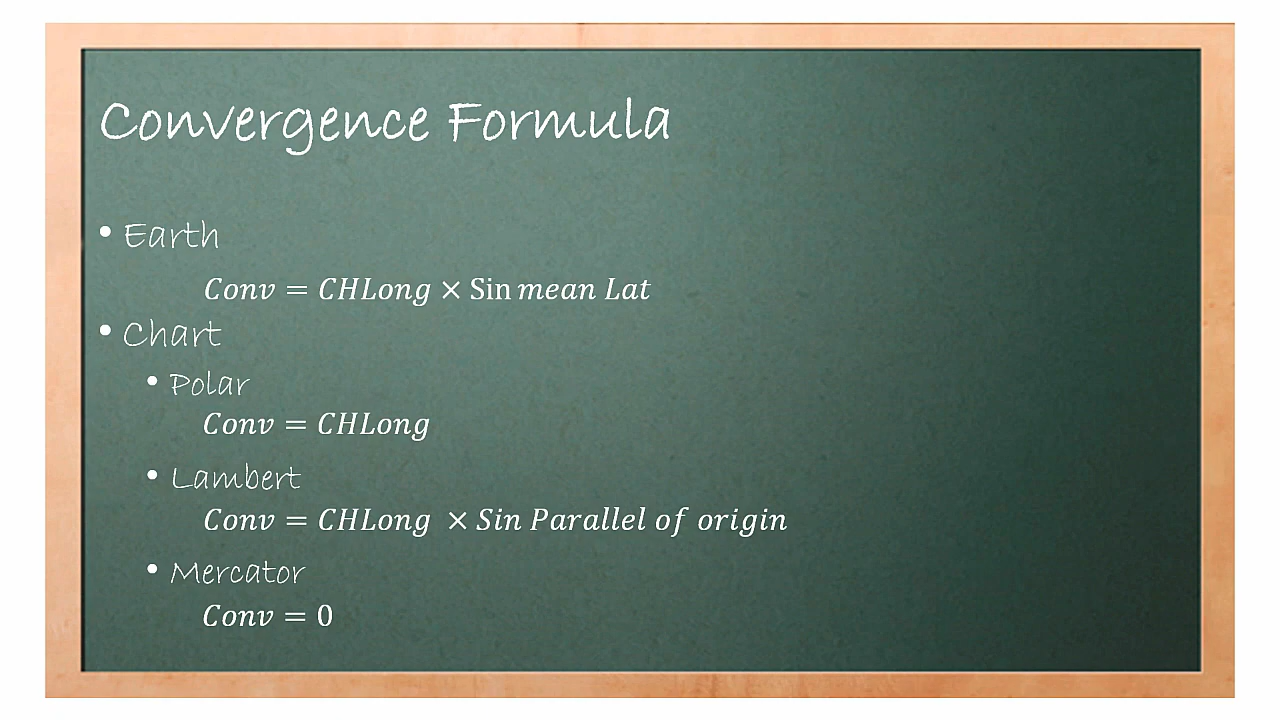 Convergence Formula
• Earth
Conv = CHLong × Sin mean Lat
• Chart
• Polar
Conv = CHLong
• Lambert
Conv = CHLong × Sin Parallel of origin
• Mercator
Conv = 0